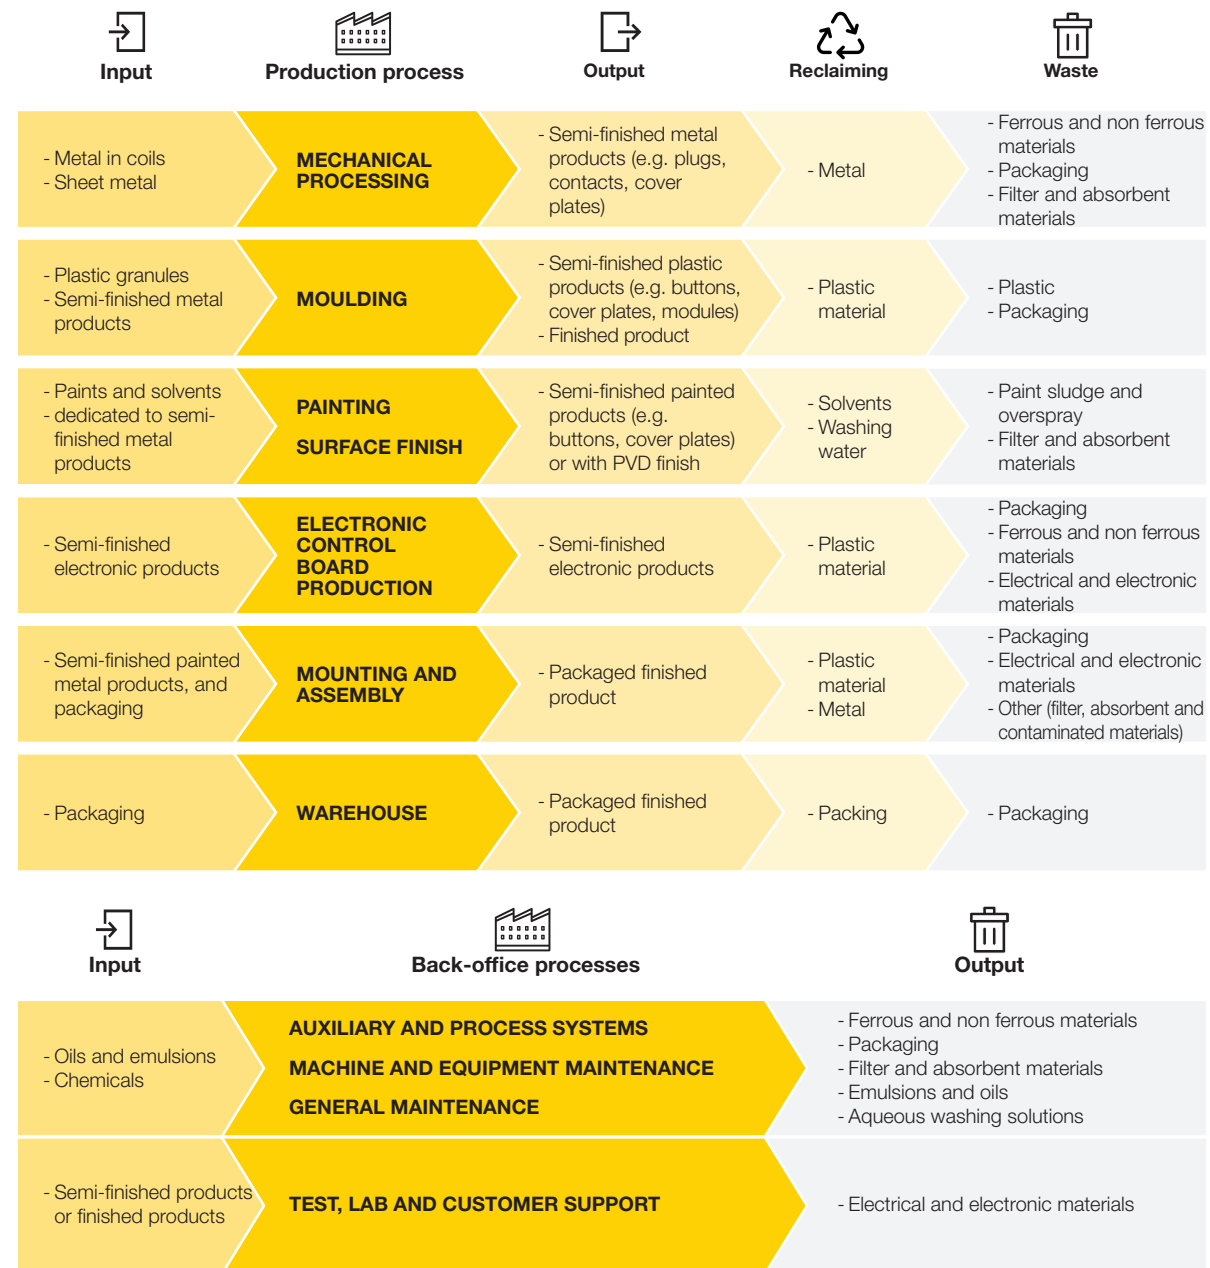 Input
Production process
Output
Reclaiming
Waste
- Metal in coils
- Sheet metal
MECHANICAL
PROCESSING
- Semi-finished metal
products (e.g. plugs,
contacts, cover
plates)
- Metal
- Ferrous and non ferrous
materials
- Packaging
- Filter and absorbent
materials
- Plastic granules
- Semi-finished metal
products
MOULDING
- Semi-finished plastic
products (e.g. buttons,
cover plates, modules)
- Finished product
- Plastic
material
- Plastic
- Packaging
- Paints and solvents
- dedicated to semi-
finished metal
products
PAINTING
SURFACE FINISH
- Semi-finished painted
products (e.g.
buttons, cover plates)
or with PVD finish
- Solvents
- Washing
water
- Paint sludge and
overspray
- Filter and absorbent
materials
- Semi-finished
electronic products
ELECTRONIC
CONTROL
BOARD
PRODUCTION
- Semi-finished
electronic products
- Plastic
material
- Packaging
- Ferrous and non ferrous
materials
- Electrical and electronic
materials
- Semi-finished painted
metal products, and
packaging
MOUNTING AND
ASSEMBLY
- Packaged finished
product
- Plastic
material
- Metal
- Packaging
- Electrical and electronic
materials
- Other (filter, absorbent and
contaminated materials)
- Packaging
WAREHOUSE
- Packaged finished
product
- Packing
- Packaging
Input
Back-office processes
Output
- Oils and emulsions
- Chemicals
AUXILIARY AND PROCESS SYSTEMS
MACHINE AND EQUIPMENT MAINTENANCE
GENERAL MAINTENANCE
- Ferrous and non ferrous materials
- Packaging
- Filter and absorbent materials
- Emulsions and oils
- Aqueous washing solutions
- Semi-finished products
or finished products
TEST, LAB AND CUSTOMER SUPPORT
- Electrical and electronic materials